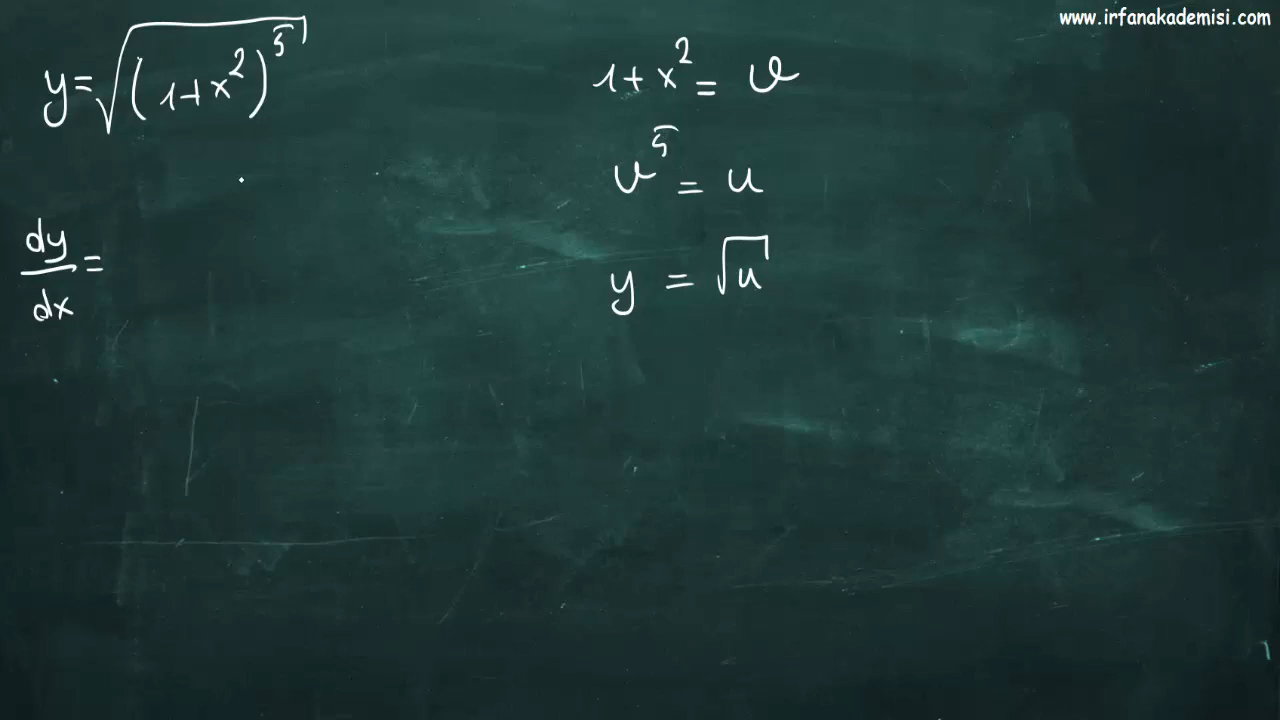 www.irfanakademisi.com
y=√(1+x²)⁵
1+x²=v
v⁵=u
dy/dx=
y=√u